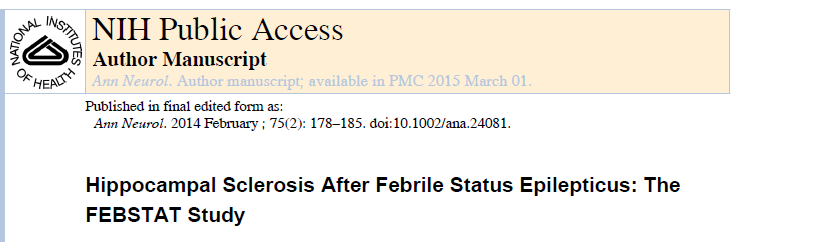 NATIONAL INSTITUTES
OF HEALTH
NIH Public Access
Author Manuscript
Ann Neurol. Author manuscript; available in PMC 2015 March 01.
Published in final edited form as:
Ann Neurol. 2014 February ; 75(2): 178–185. doi:10.1002/ana.24081.
Hippocampal Sclerosis After Febrile Status Epilepticus: The
FEBSTAT Study